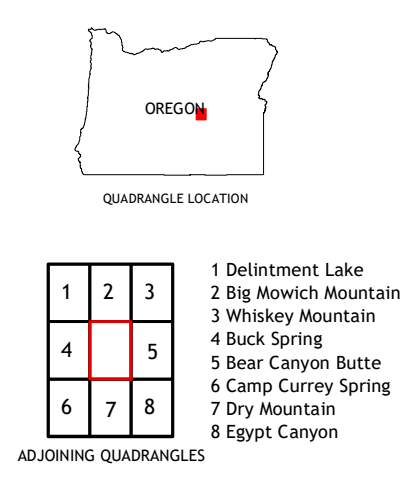 OREGON
QUADRANGLE LOCATION
1 2 3
4 5
6 7 8
ADJOINING QUADRANGLES
1 Delintment Lake
2 Big Mowich Mountain
3 Whiskey Mountain
4 Buck Spring
5 Bear Canyon Butte
6 Camp Currey Spring
7 Dry Mountain
8 Egypt Canyon